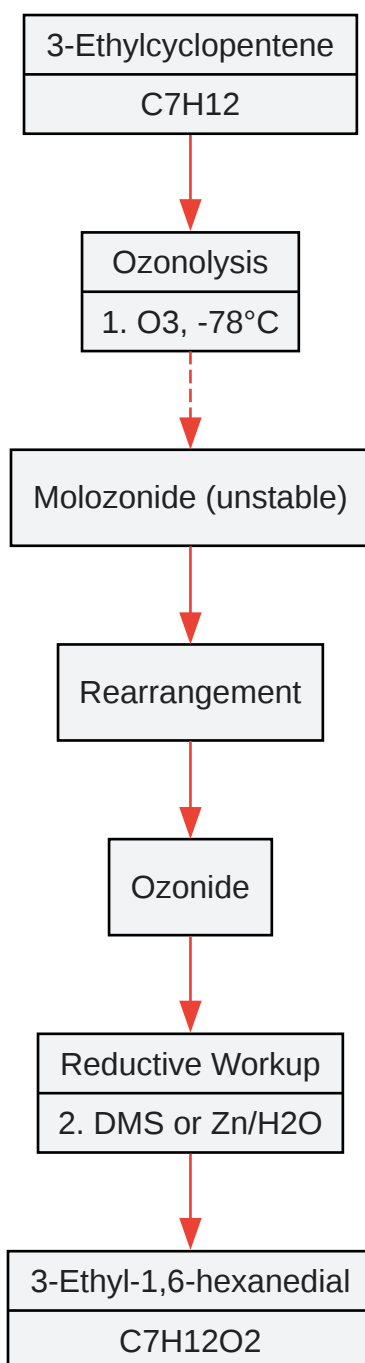 3-Ethylcyclopentene
C7H12
Ozonolysis
1. O3, -78°C
Molozonide (unstable)
Rearrangement
Ozonide
Reductive Workup
2. DMS or Zn/H2O
3-Ethyl-1,6-hexanedial
C7H12O2